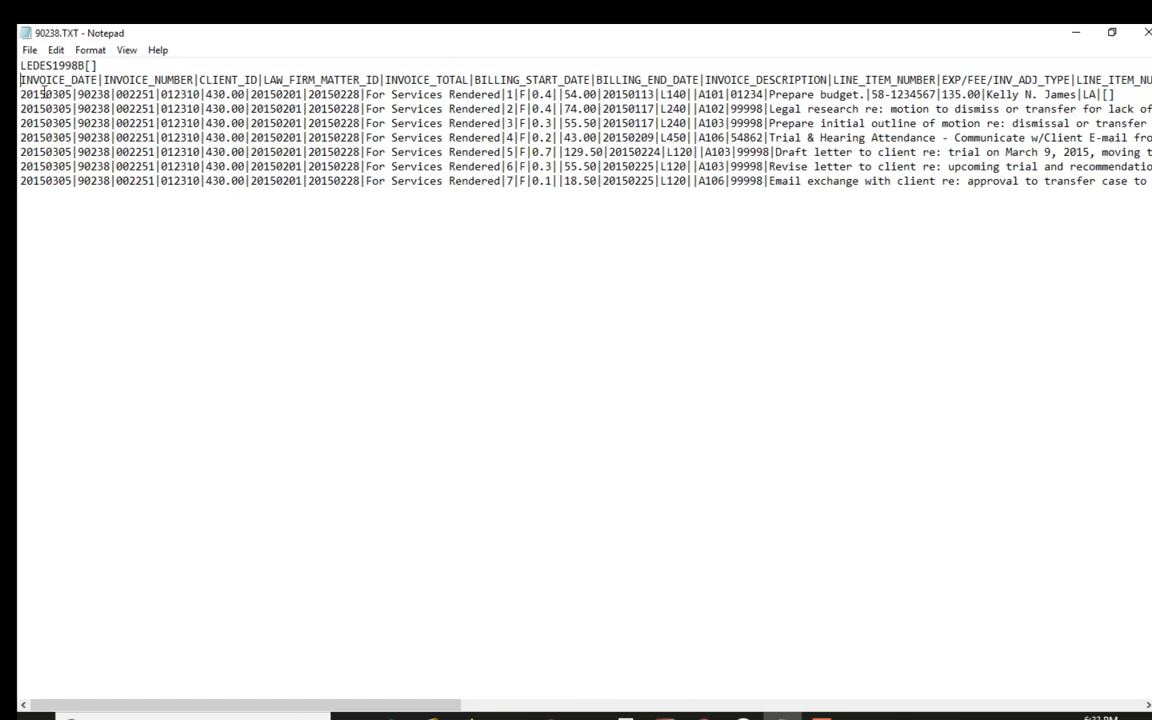 90238.TXT - Notepad
File Edit Format View Help
LEDES1998B[]
INVOICE_DATE|INVOICE_NUMBER|CLIENT_ID|LAW_FIRM_MATTER_ID|INVOICE_TOTAL|BILLING_START_DATE|BILLING_END_DATE|INVOICE_DESCRIPTION|LINE_ITEM_NUMBER|EXP/FEE/INV_ADJ_TYPE|LINE_ITEM_NU
20150305|90238|002251|012310|430.00|20150201|20150228|For Services Rendered|1|F|0.4||54.00|20150113|L140||A101|01234|Prepare budget.|58-1234567|135.00|Kelly N. James|LA|[]
20150305|90238|002251|012310|430.00|20150201|20150228|For Services Rendered|2|F|0.4||74.00|20150117|L240||A102|99998|Legal research re: motion to dismiss or transfer for lack of
20150305|90238|002251|012310|430.00|20150201|20150228|For Services Rendered|3|F|0.3||55.50|20150117|L240||A103|99998|Prepare initial outline of motion re: dismissal or transfer
20150305|90238|002251|012310|430.00|20150201|20150228|For Services Rendered|4|F|0.2||43.00|20150209|L450||A106|54862|Trial & Hearing Attendance - Communicate w/Client E-mail fro
20150305|90238|002251|012310|430.00|20150201|20150228|For Services Rendered|5|F|0.7||129.50|20150224|L120||A103|99998|Draft letter to client re: trial on March 9, 2015, moving t
20150305|90238|002251|012310|430.00|20150201|20150228|For Services Rendered|6|F|0.3||55.50|20150225|L120||A103|99998|Revise letter to client re: upcoming trial and recommendatio
20150305|90238|002251|012310|430.00|20150201|20150228|For Services Rendered|7|F|0.1||18.50|20150225|L120||A106|99998|Email exchange with client re: approval to transfer case to